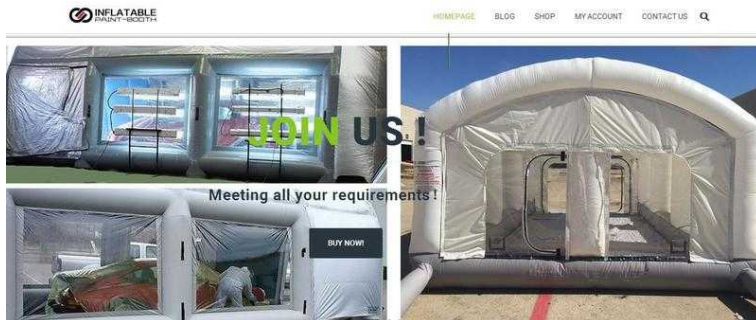 INFLATABLE
PAINT-BOOTH
HOMEPAGE BLOG SHOP MY ACCOUNT CONTACT US
JOIN US !
Meeting all your requirements !
BUY NOW!